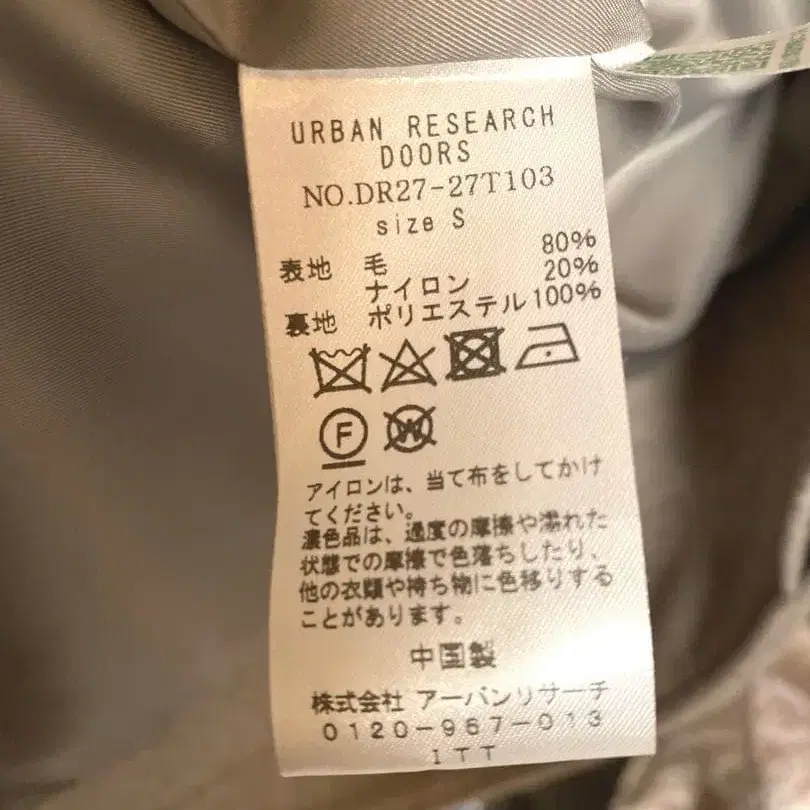 URBAN RESEARCH
DOORS
NO.DR27-27T103
size S
表地 毛 80%
ナイロン 20%
裏地 ポリエステル 100%
F W
アイロンは、当て布をしてかけ
てください。
濃色品は、過度の摩擦や濡れた
状態での摩擦で色落ちしたり、
他の衣類や持ち物に色移りする
ことがあります。
中国製
株式会社 アーバンリサーチ
0120-967-013
ITT